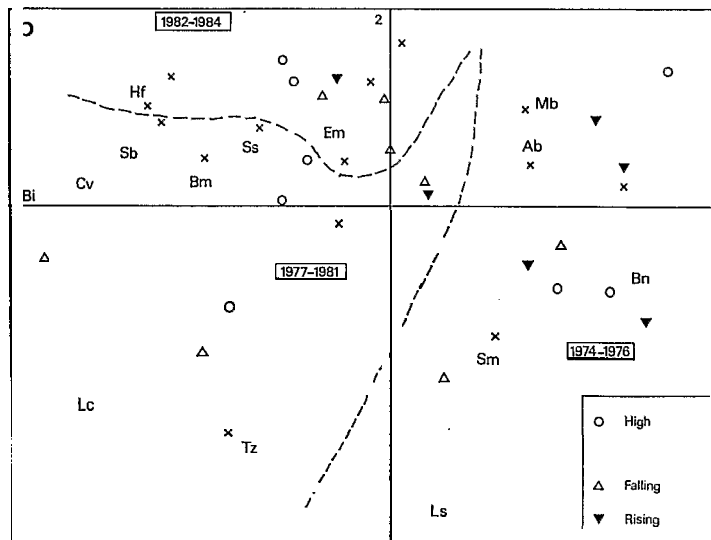 b
1982–1984
2
Hf
Mb
Em
Ss
Ab
Sb
Cv
Bm
Bi
1977–1981
Bn
Sm
1974–1976
Lc
Tz
Ls
High
Falling
Rising